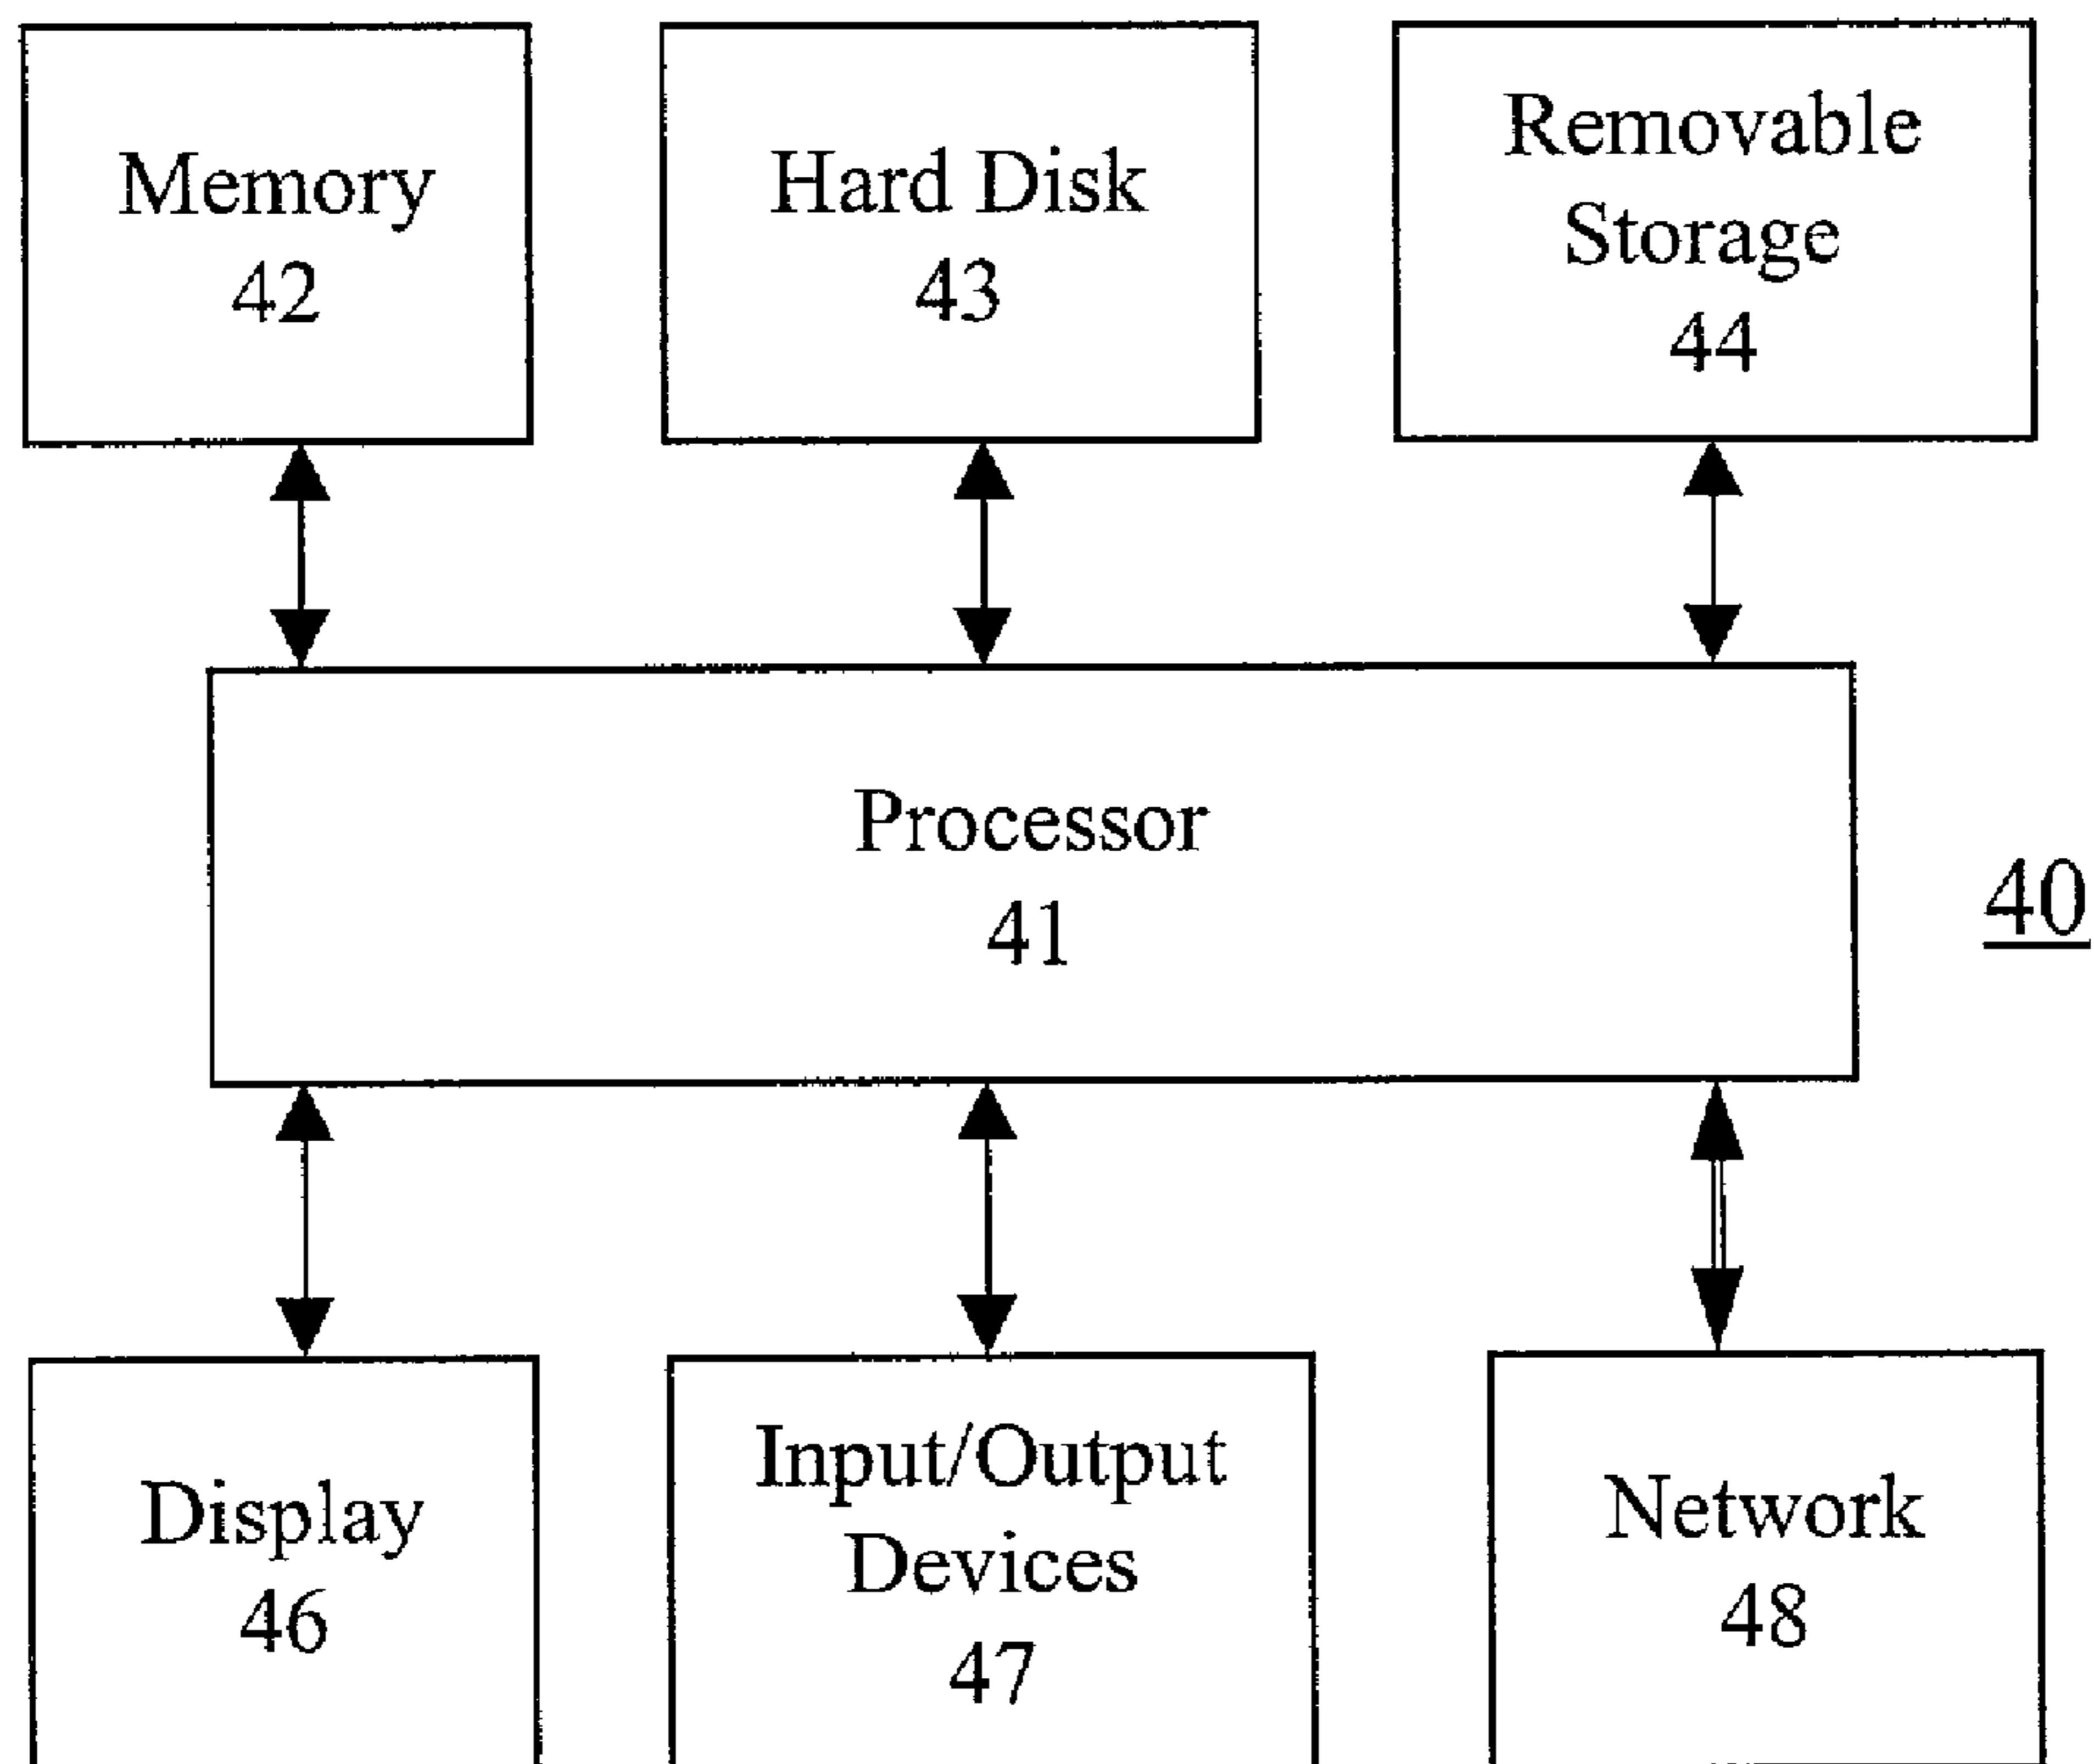 Memory
42
Hard Disk
43
Removable
Storage
44
Processor
41
40
Display
46
Input/Output
Devices
47
Network
48